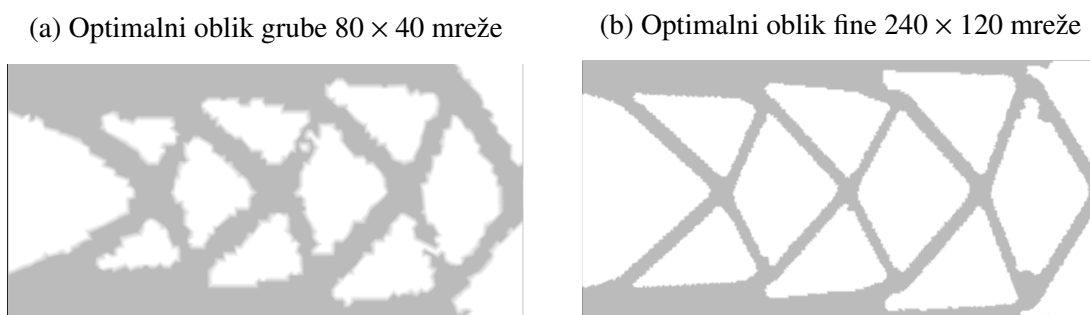 (a) Optimalni oblik grube 80 × 40 mreže
(b) Optimalni oblik fine 240 × 120 mreže